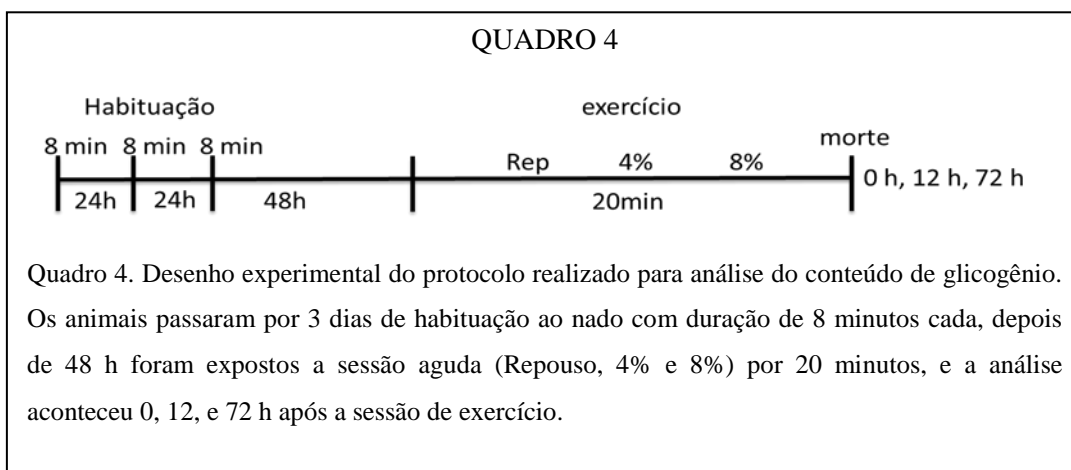 QUADRO 4
Habituação exercício
8 min 8 min 8 min morte
Rep 4% 8%
0 h, 12 h, 72 h
24h 24h 48h 20min
Quadro 4. Desenho experimental do protocolo realizado para análise do conteúdo de glicogênio.
Os animais passaram por 3 dias de habituação ao nado com duração de 8 minutos cada, depois
de 48 h foram expostos a sessão aguda (Repouso, 4% e 8%) por 20 minutos, e a análise
aconteceu 0, 12, e 72 h após a sessão de exercício.